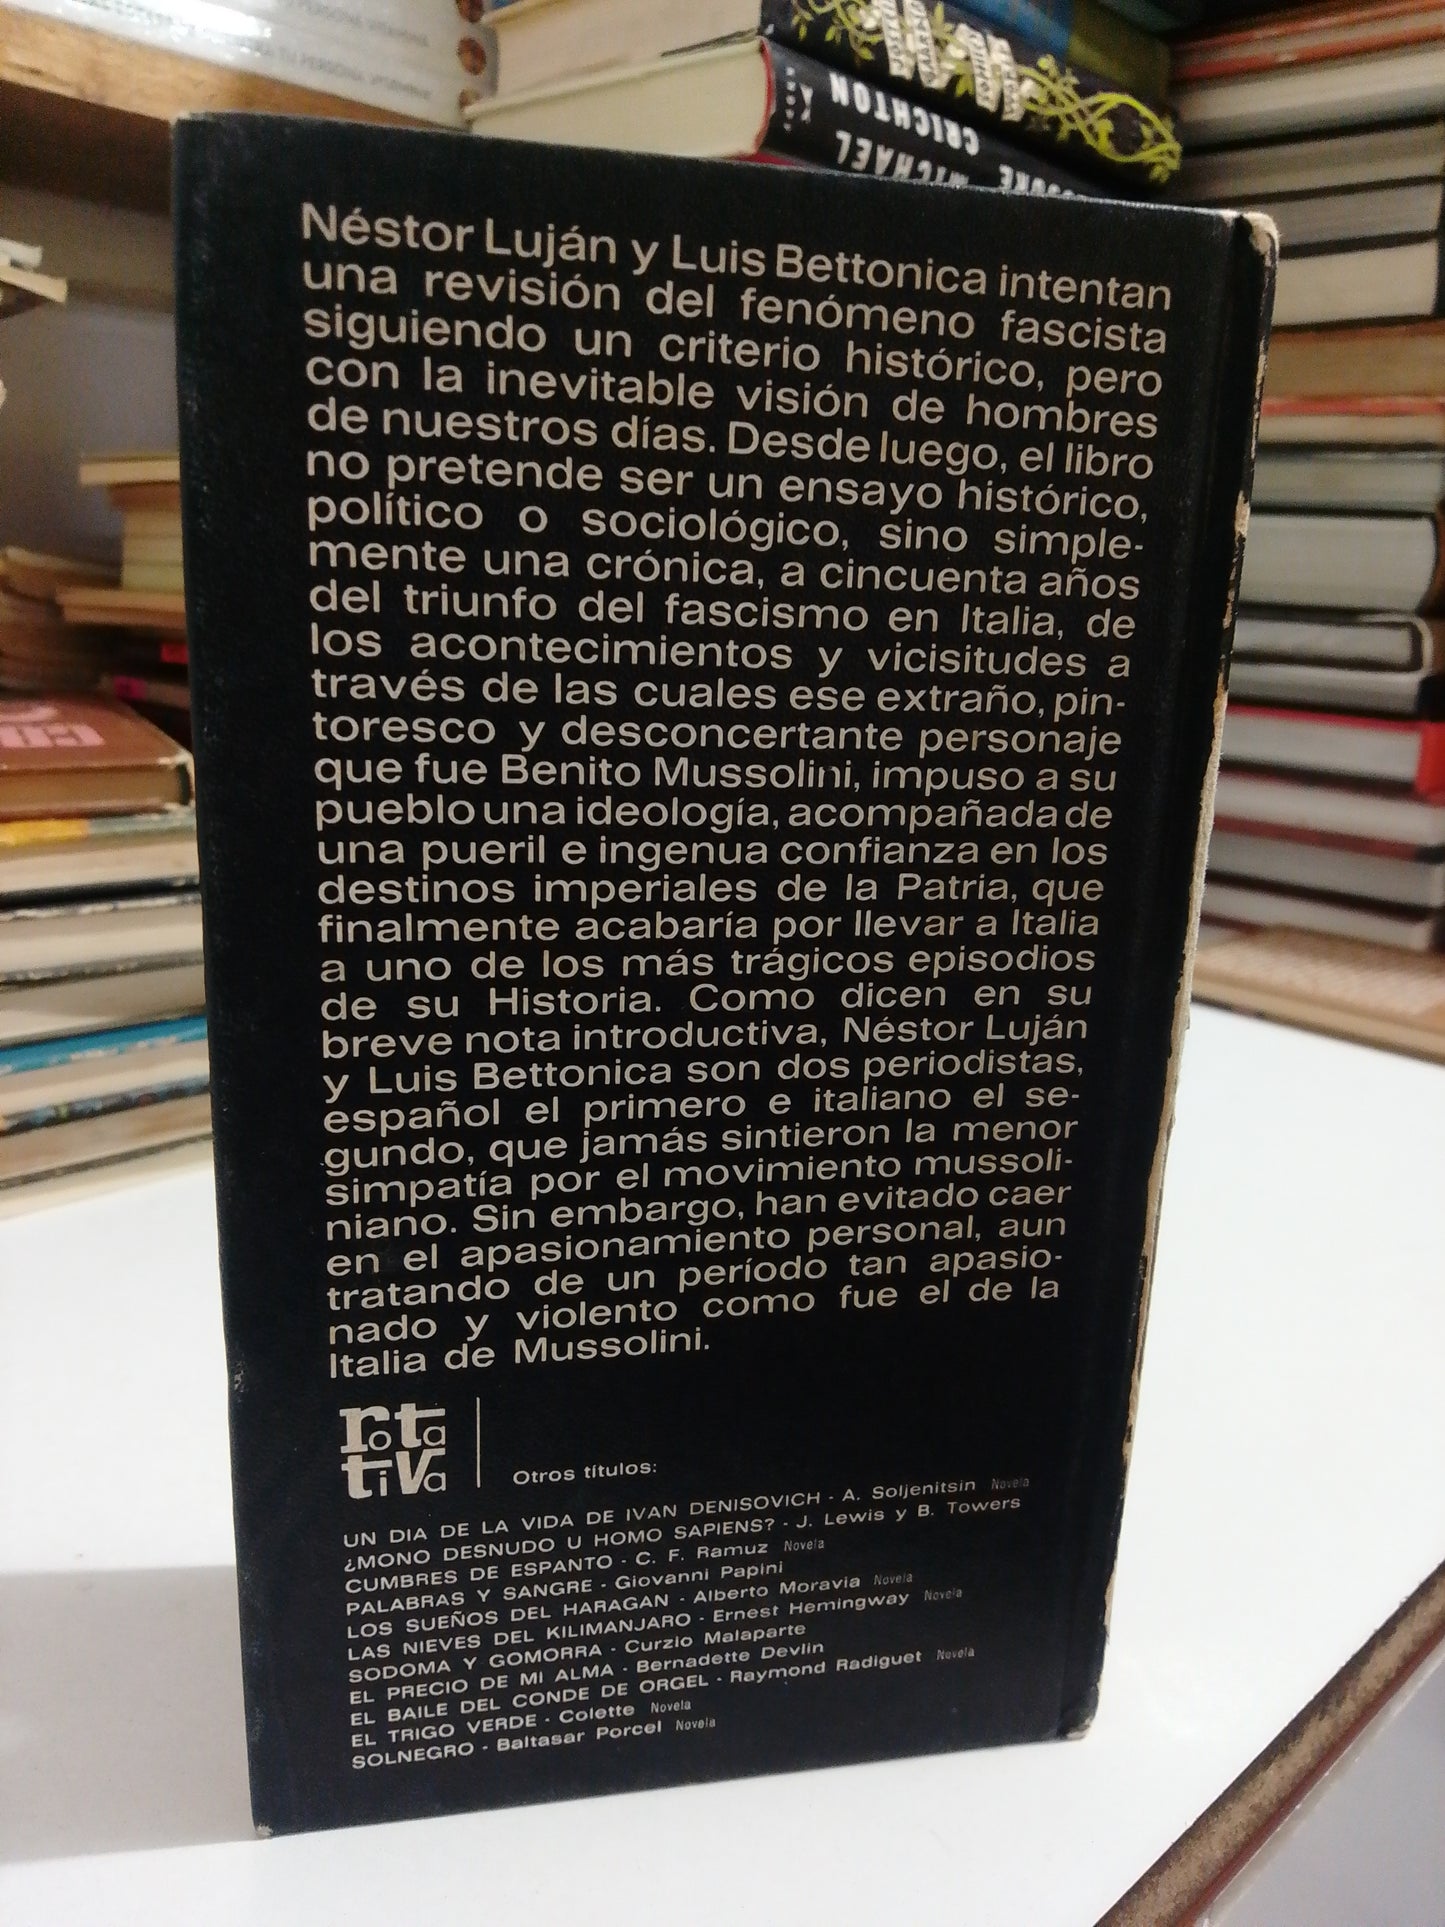 MICHAEL
CRICHTON
Néstor Luján y Luis Bettonica intentan
una revisión del fenómeno fascista
siguiendo un criterio histórico, pero
con la inevitable visión de hombres
de nuestros días. Desde luego, el libro
no pretende ser un ensayo histórico,
político o sociológico, sino simple-
mente una crónica, a cincuenta años
del triunfo del fascismo en Italia, de
los acontecimientos y vicisitudes a
través de las cuales ese extraño, pin-
toresco y desconcertante personaje
que fue Benito Mussolini, impuso a su
pueblo una ideología, acompañada de
una pueril e ingenua confianza en los
destinos imperiales de la Patria, que
finalmente acabaría por llevar a Italia
a uno de los más trágicos episodios
de su Historia. Como dicen en su
breve nota introductiva, Néstor Luján
y Luis Bettonica son dos periodistas,
español el primero e italiano el se-
gundo, que jamás sintieron la menor
simpatía por el movimiento mussoli-
niano. Sin embargo, han evitado caer
en el apasionamiento personal, aun
tratando de un período tan apasio-
nado y violento como fue el de la
Italia de Mussolini.
rota
tiva
Otros títulos:
UN DIA DE LA VIDA DE IVAN DENISOVICH - A. Soljenitsin Novela
¿MONO DESNUDO U HOMO SAPIENS? - J. Lewis y B. Towers
CUMBRES DE ESPANTO - C. F. Ramuz Novela
PALABRAS Y SANGRE - Giovanni Papini
LOS SUEÑOS DEL HARAGAN - Alberto Moravia Novela
LAS NIEVES DEL KILIMANJARO - Ernest Hemingway Novela
SODOMA Y GOMORRA - Curzio Malaparte
EL PRECIO DE MI ALMA - Bernadette Devlin
EL BAILE DEL CONDE DE ORGEL - Raymond Radiguet Novela
EL TRIGO VERDE - Colette Novela
SOLNEGRO - Baltasar Porcel Novela